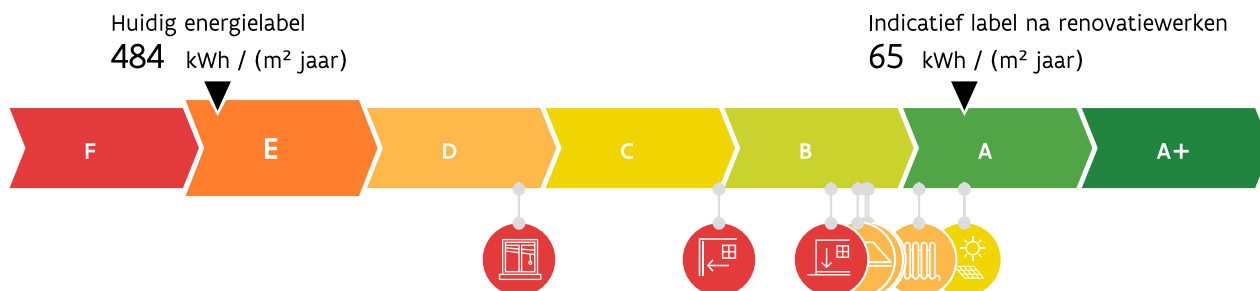 Huidig energielabel
484 kWh / (m² jaar)
Indicatief label na renovatiewerken
65 kWh / (m² jaar)
F E D C B A A+